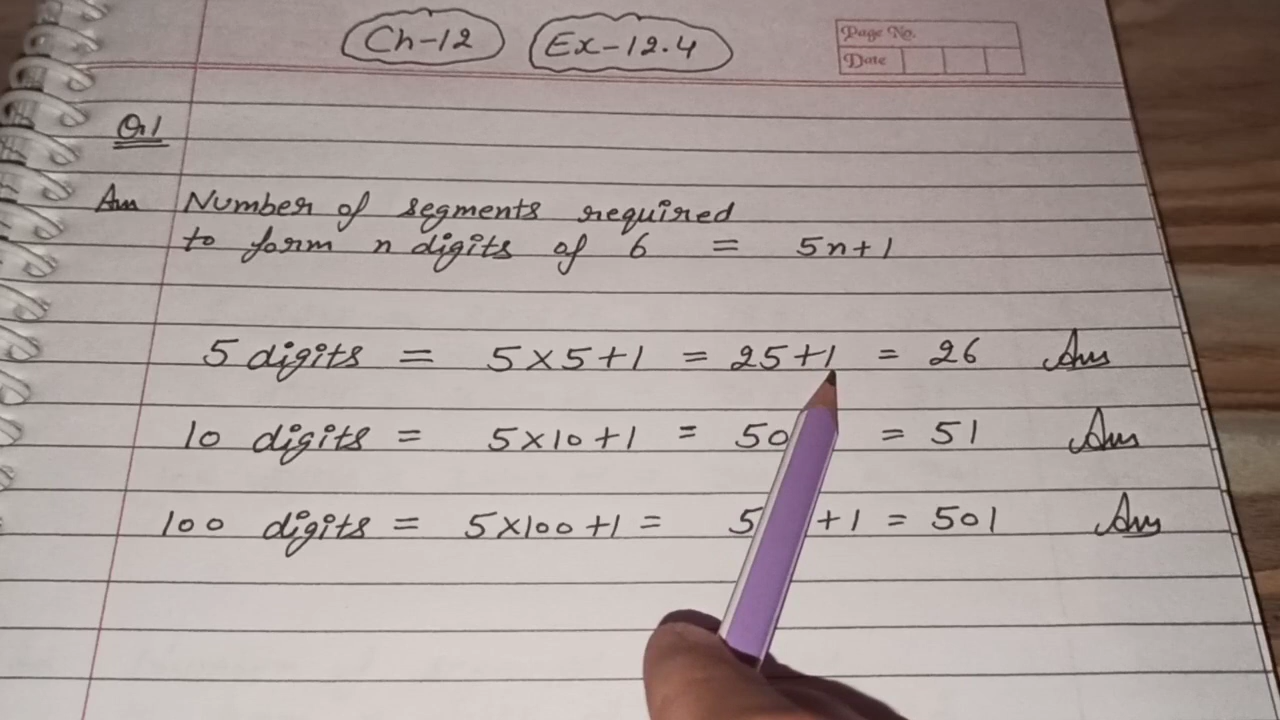 Ch-12 Ex-12.4
Page No.
Date
Q.1
Ans Number of segments required
to form n digits of 6 = 5n+1
5 digits = 5×5+1 = 25+1 = 26 Ans
10 digits = 5×10+1 = 50 = 51 Ans
100 digits = 5×100+1 = 5 +1 = 501 Ans